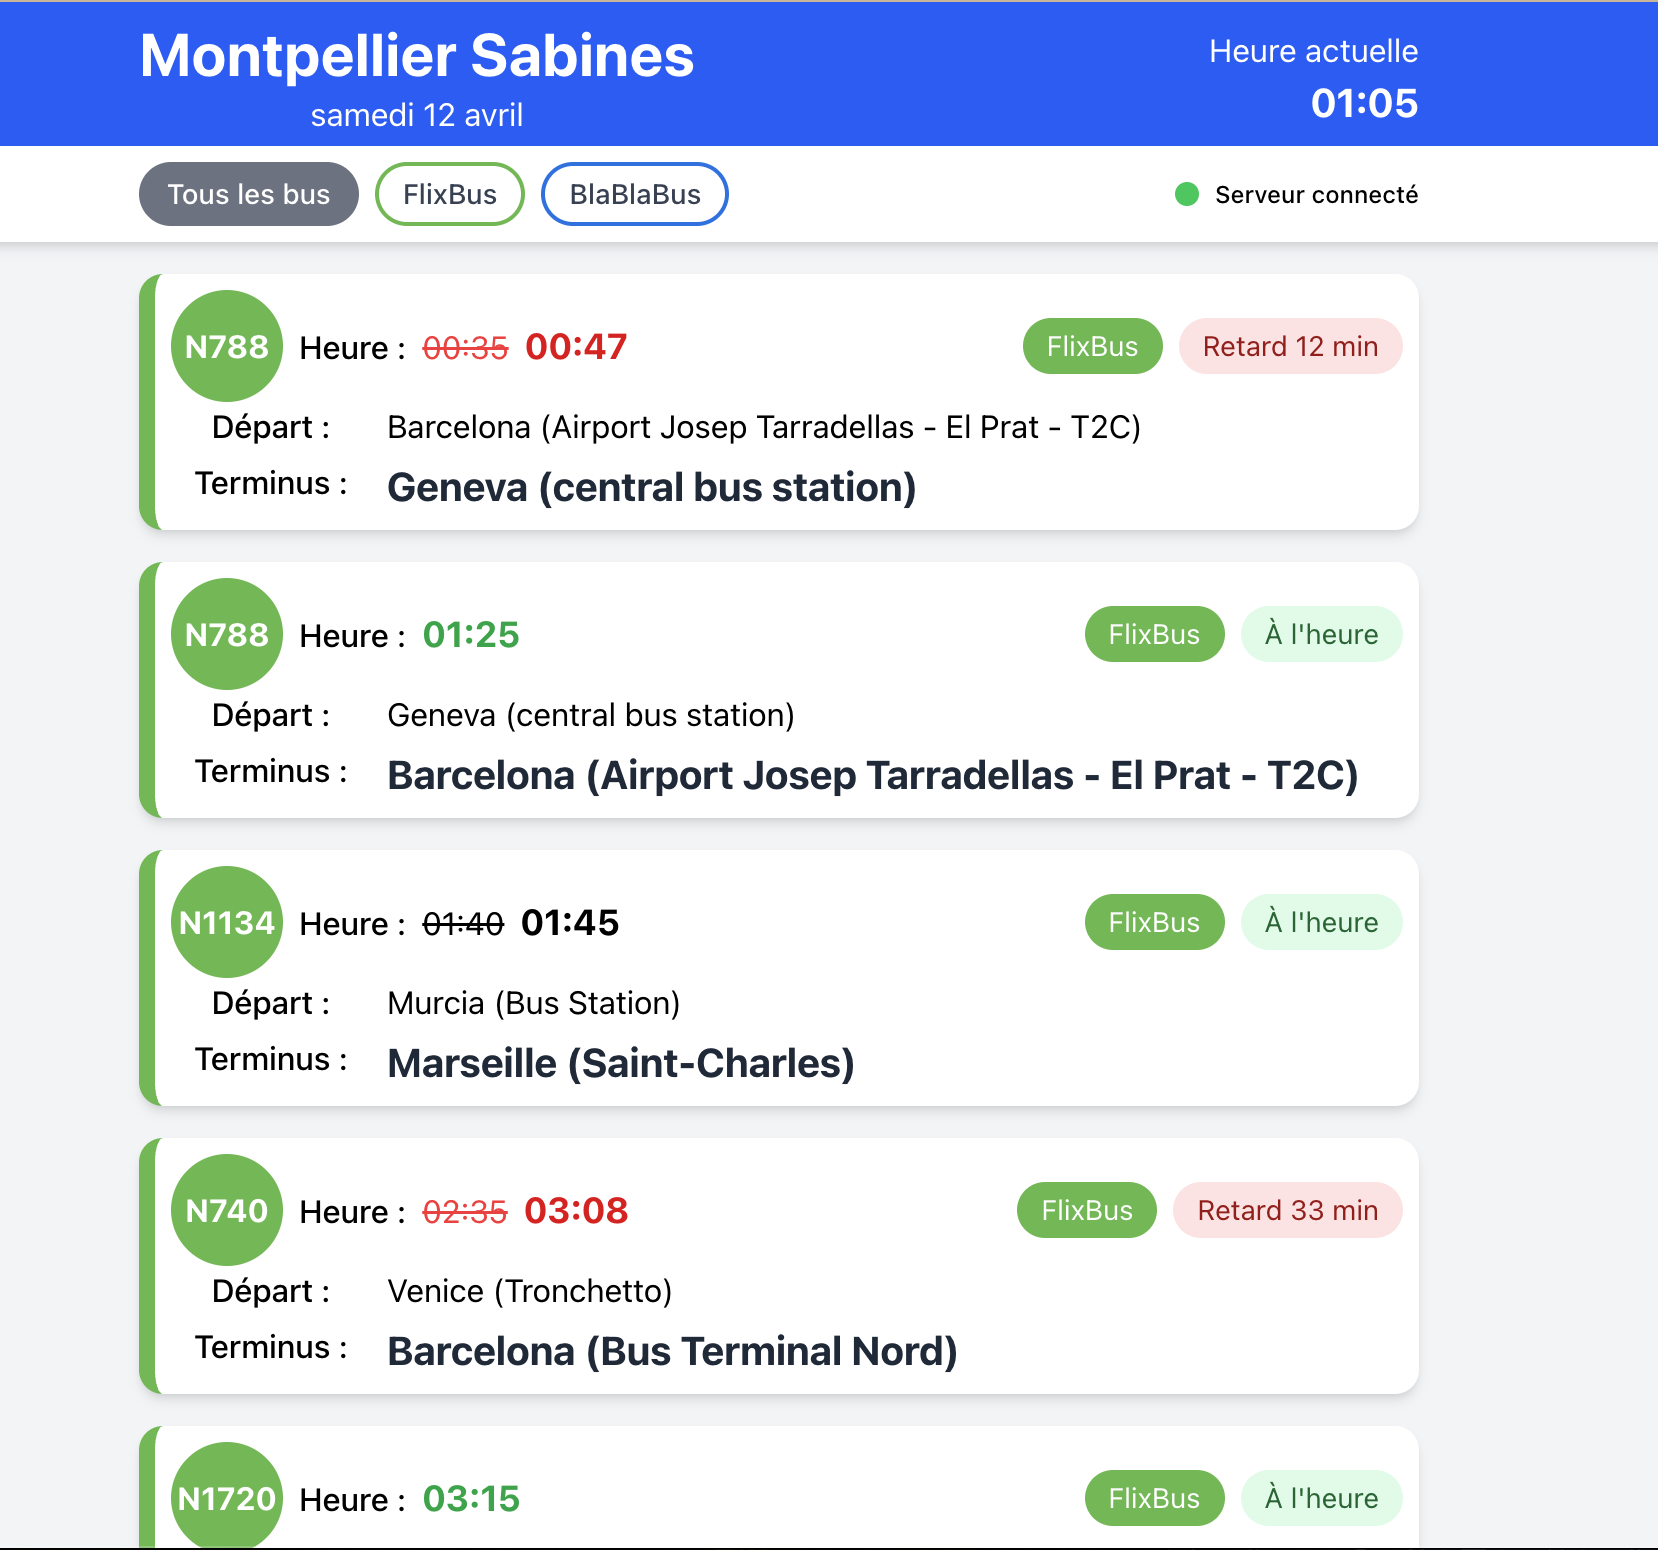 Montpellier Sabines
samedi 12 avril
Heure actuelle
01:05
Tous les bus FlixBus BlaBlaBus Serveur connecté
N788 Heure : 00:35 00:47 FlixBus Retard 12 min
Départ : Barcelona (Airport Josep Tarradellas - El Prat - T2C)
Terminus : Geneva (central bus station)
N788 Heure : 01:25 FlixBus À l'heure
Départ : Geneva (central bus station)
Terminus : Barcelona (Airport Josep Tarradellas - El Prat - T2C)
N1134 Heure : 01:40 01:45 FlixBus À l'heure
Départ : Murcia (Bus Station)
Terminus : Marseille (Saint-Charles)
N740 Heure : 02:35 03:08 FlixBus Retard 33 min
Départ : Venice (Tronchetto)
Terminus : Barcelona (Bus Terminal Nord)
N1720 Heure : 03:15 FlixBus À l'heure